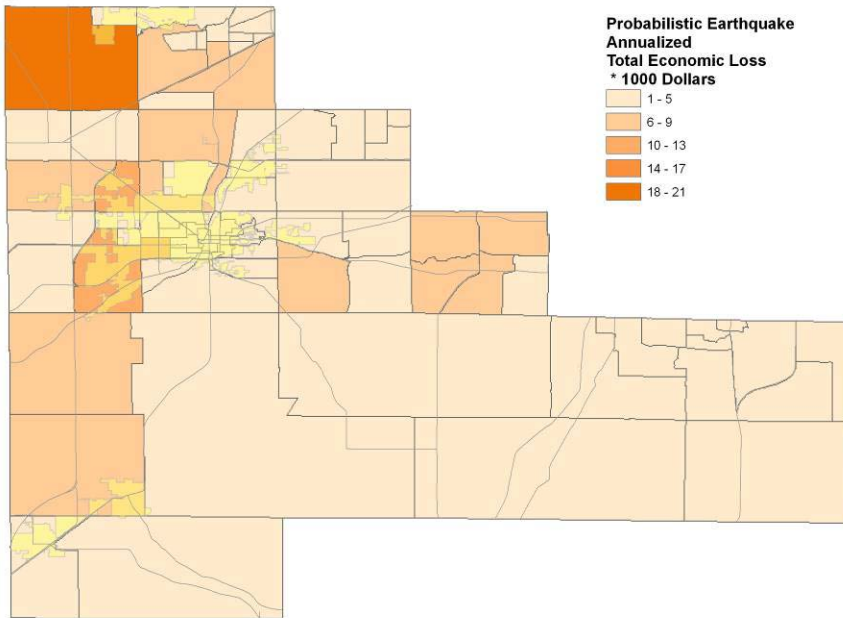 Probabilistic Earthquake
Annualized
Total Economic Loss
* 1000 Dollars
1 - 5
6 - 9
10 - 13
14 - 17
18 - 21